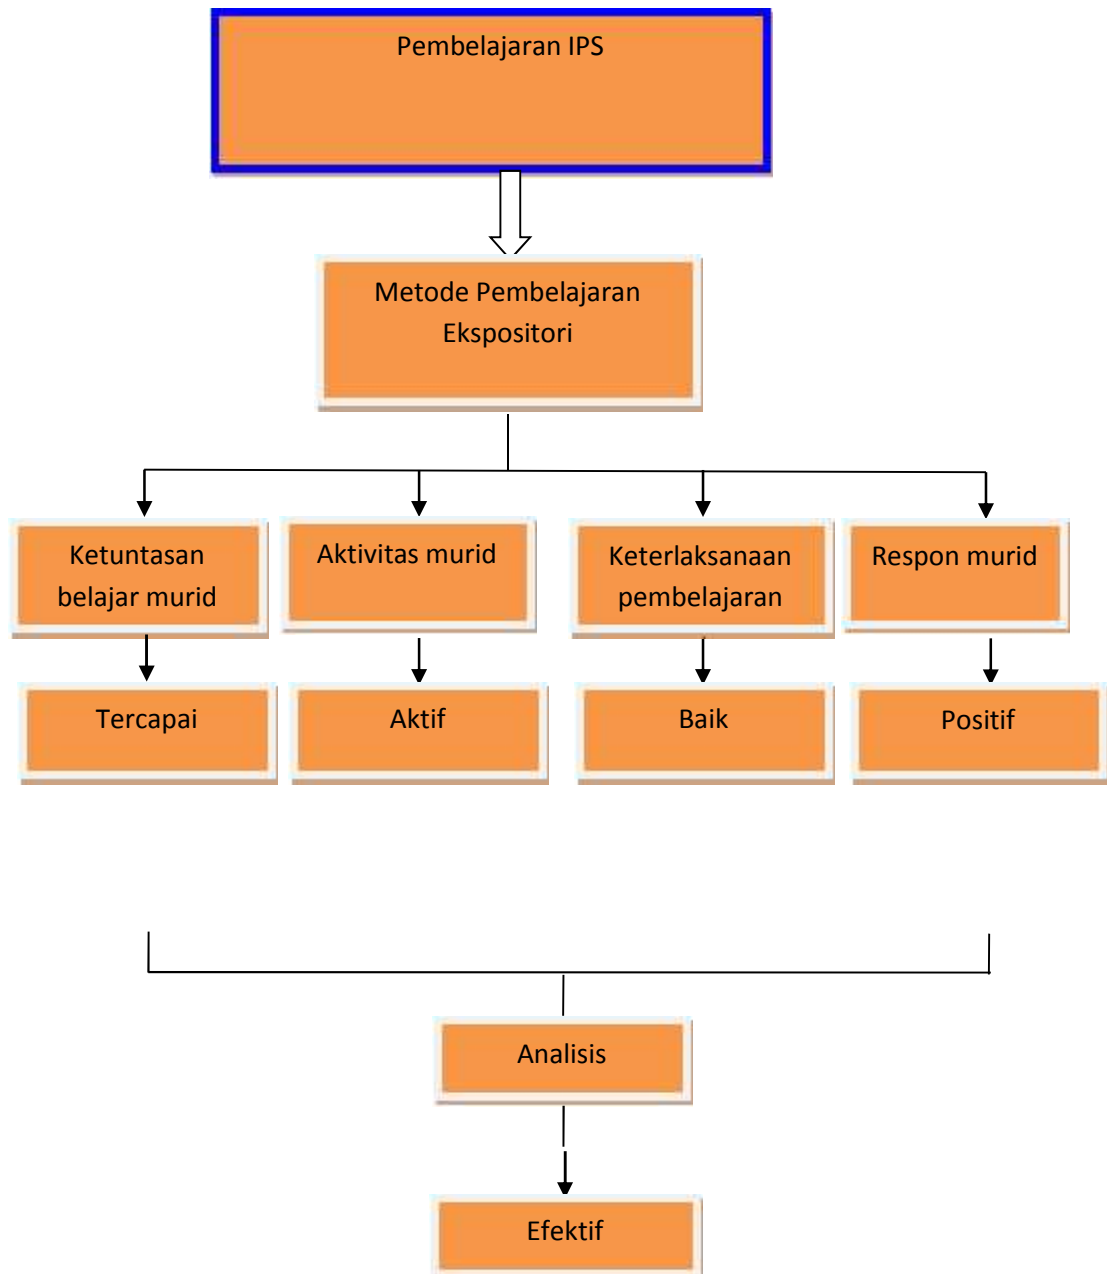 Pembelajaran IPS
Metode Pembelajaran
Ekspositori
Ketuntasan
belajar murid
Aktivitas murid
Keterlaksanaan
pembelajaran
Respon murid
Tercapai
Aktif
Baik
Positif
Analisis
Efektif